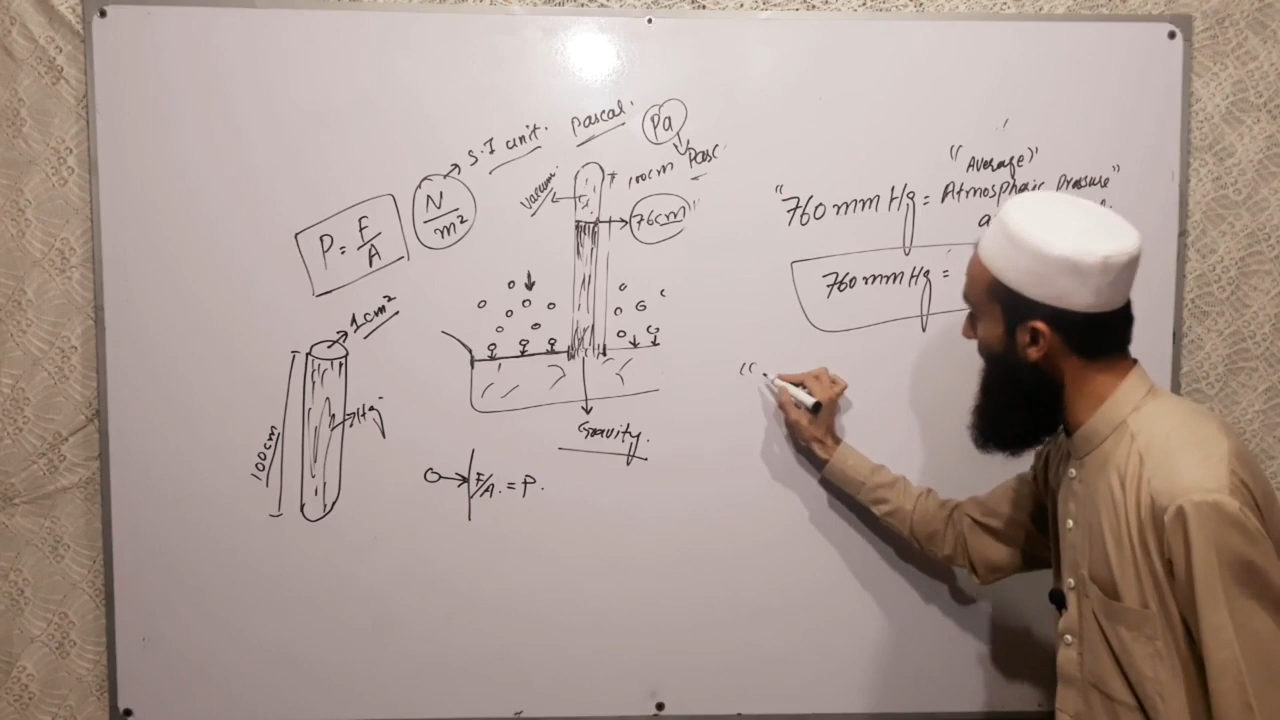 S.I unit. Pascal. Pa
Pasc
P = F/A
N/m²
vacuum.
100cm
76cm"
1cm²
Hg
100cm
Gravity.
F/A. = P.
"Average"
"760 mm Hg = Atmospheric Pressure"
a
760 mm Hg =
"